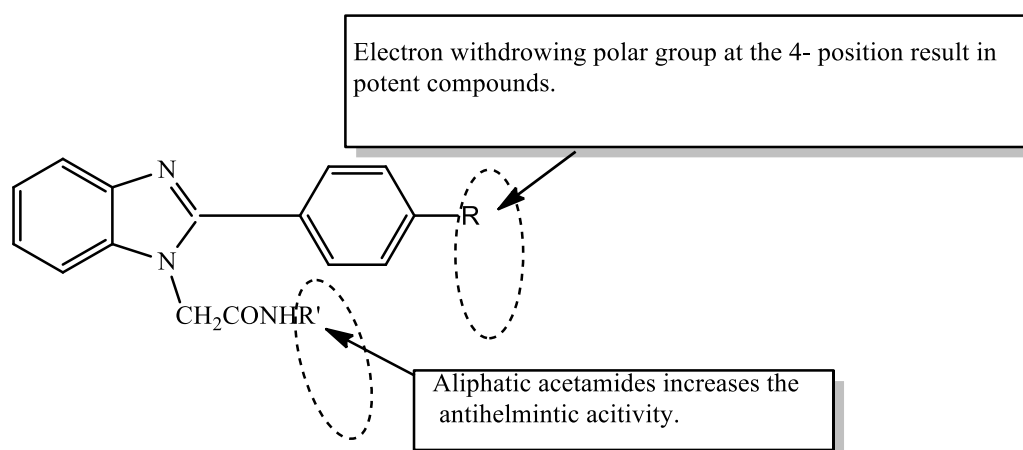 Electron withdrowing polar group at the 4- position result in
potent compounds.
N
R
N
CH₂CONHR'
Aliphatic acetamides increases the
antihelmintic acitivity.